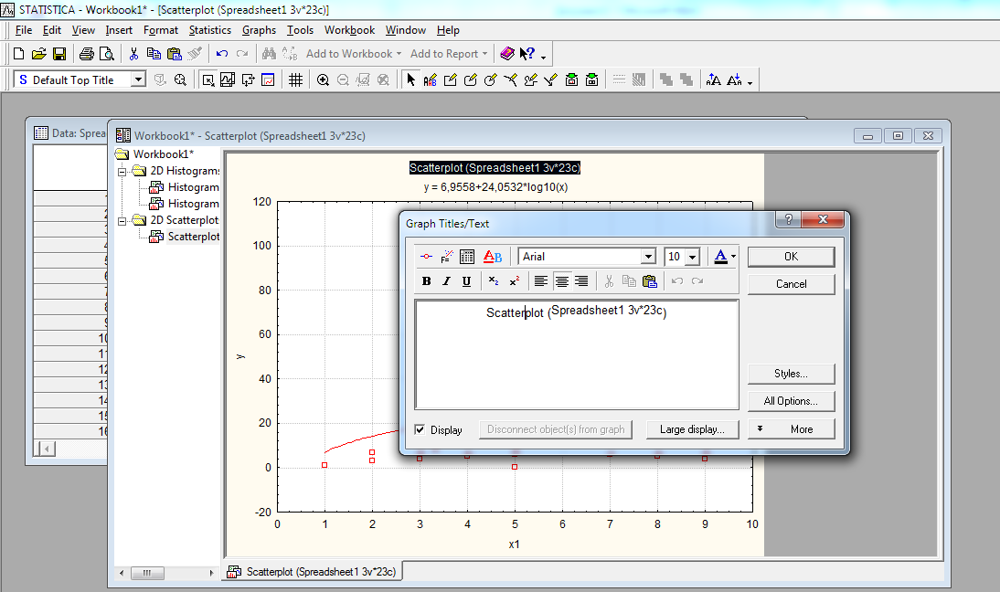 STATISTICA - Workbook1* - [Scatterplot (Spreadsheet1 3v*23c)]
File Edit View Insert Format Statistics Graphs Tools Workbook Window Help
Add to Workbook Add to Report
S Default Top Title
Data: Sprea
Workbook1* - Scatterplot (Spreadsheet1 3v*23c)
Workbook1*
2D Histograms
Histogram
Histogram
2D Scatterplot
Scatterplot
1
2
3
4
5
6
7
8
9
10
11
12
13
14
15
16
Scatterplot (Spreadsheet1 3v*23c)
y = 6,9558+24,0532*log10(x)
120
100
80
60
40
20
0
-20
y
0 1 2 3 4 5 6 7 8 9 10
x1
Graph Titles/Text
AB Arial 10 A
B I U x2 x2
Scatterplot (Spreadsheet1 3v*23c)
OK
Cancel
Styles...
All Options...
More
Display Disconnect object(s) from graph Large display...
Scatterplot (Spreadsheet1 3v*23c)